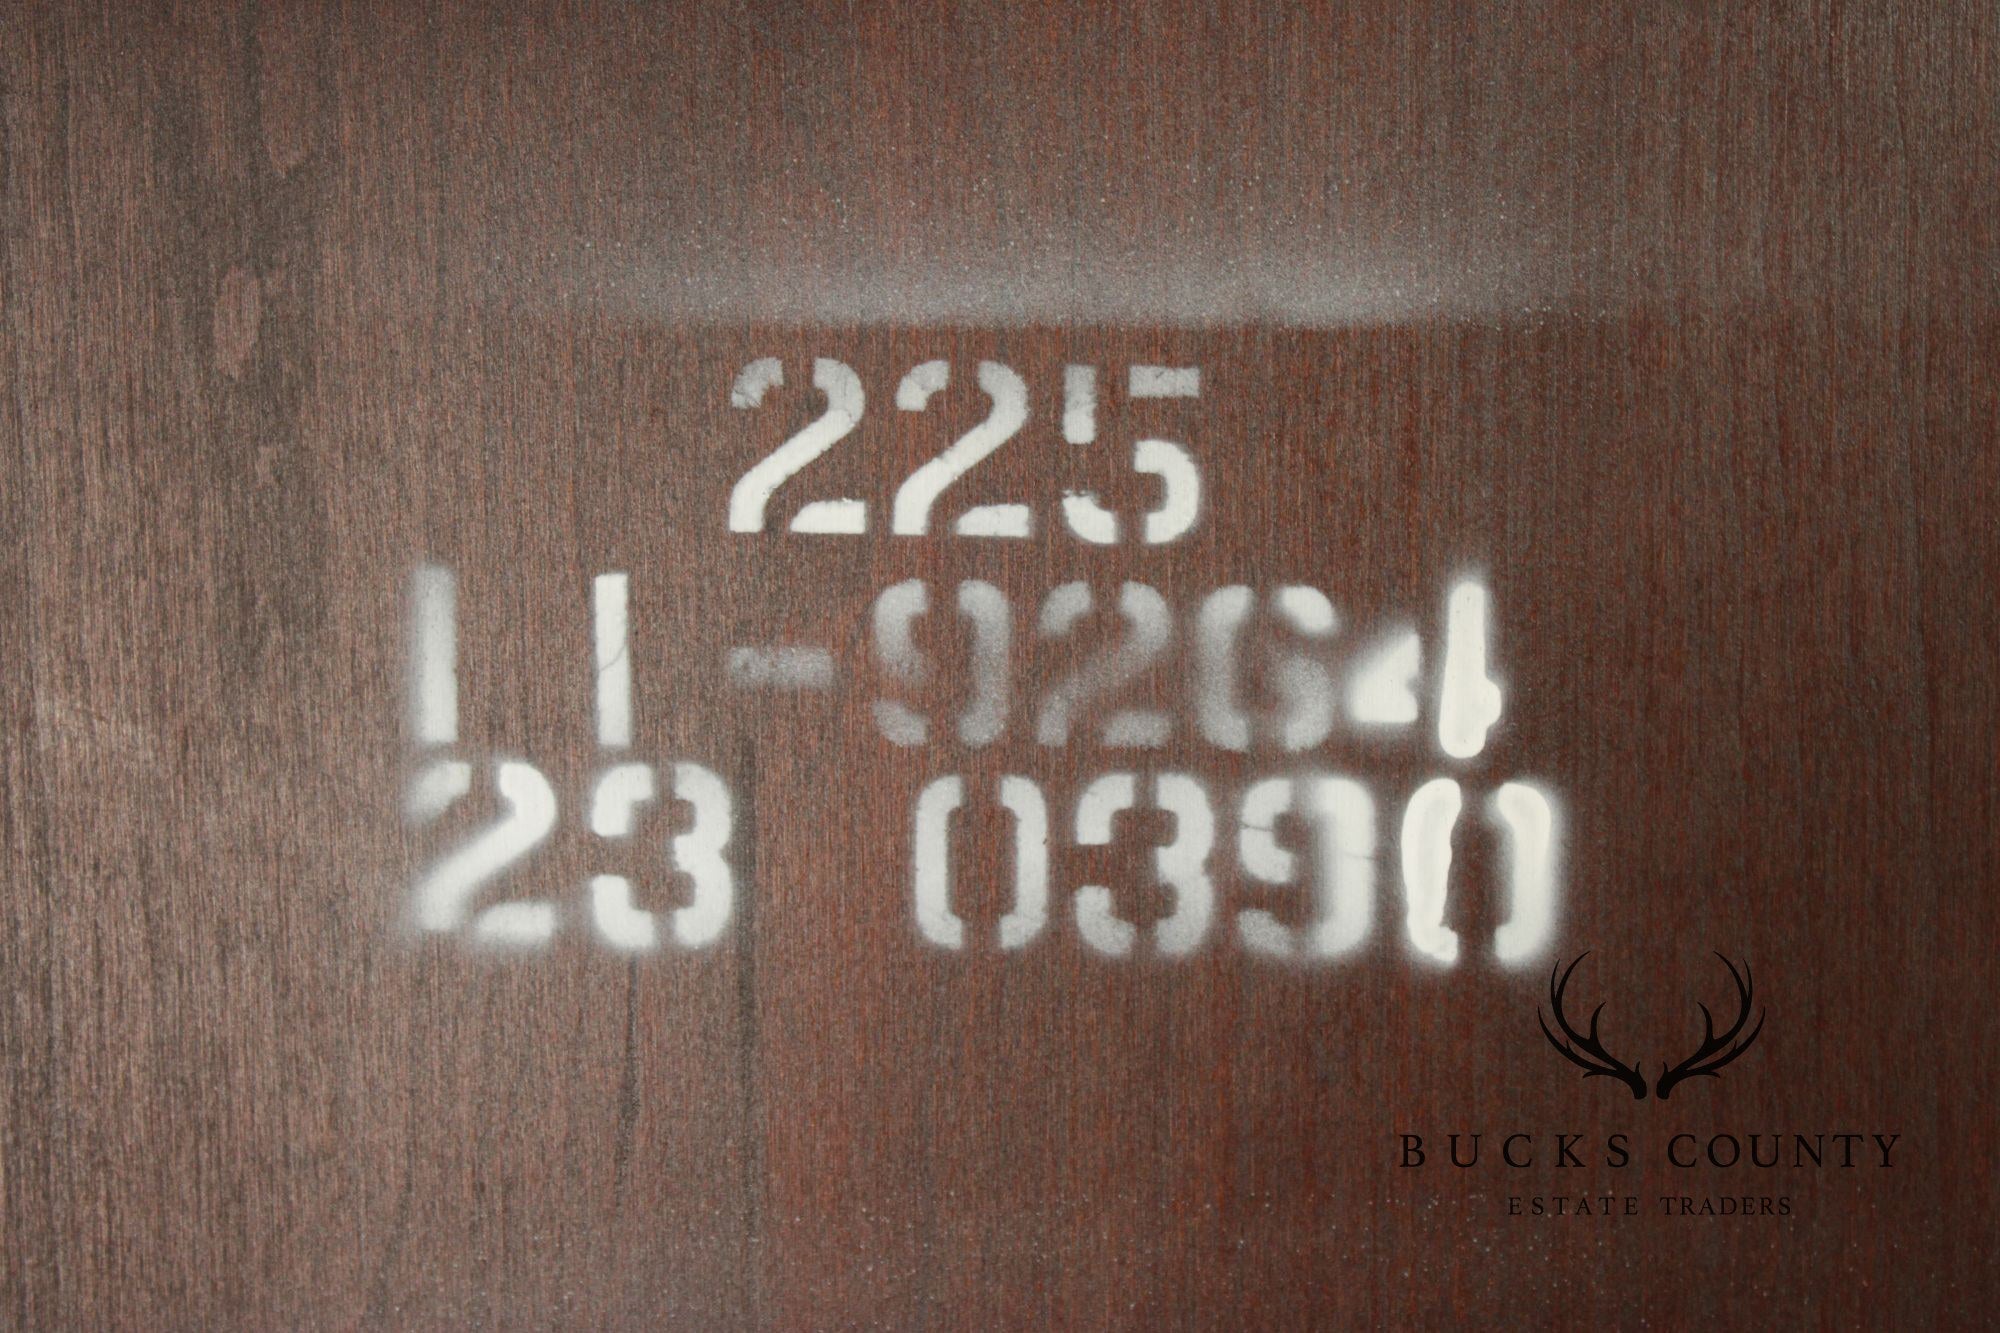 225
11-9264
23 0390
BUCKS COUNTY
ESTATE TRADERS